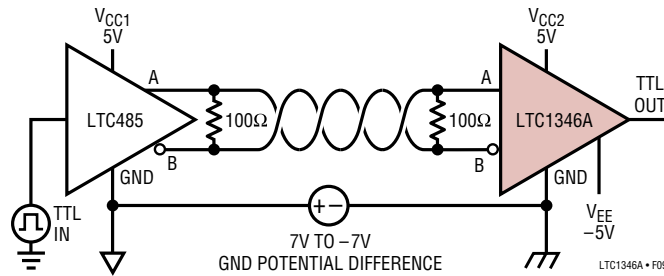 VCC1
5V
VCC2
5V
A
A
TTL
OUT
LTC485
100Ω
100Ω
LTC1346A
B
B
GND
GND
TTL
IN
+ −
VEE
−5V
7V TO −7V
GND POTENTIAL DIFFERENCE
LTC1346A • F09